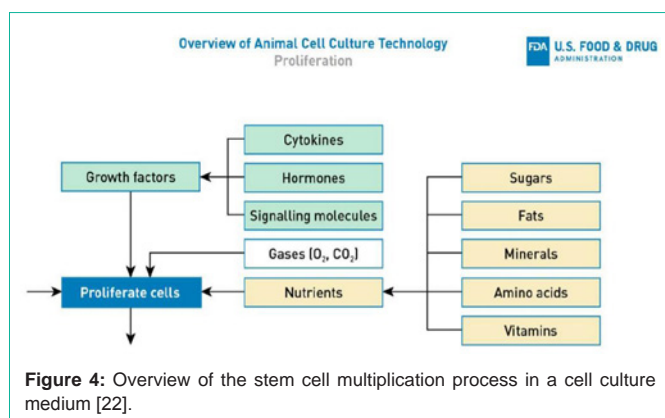 Overview of Animal Cell Culture Technology
Proliferation
FDA U.S. FOOD & DRUG
ADMINISTRATION
Cytokines
Growth factors
Hormones
Sugars
Signalling molecules
Fats
Gases (O₂, CO₂)
Minerals
Proliferate cells
Nutrients
Amino acids
Vitamins
Figure 4: Overview of the stem cell multiplication process in a cell culture
medium [22].